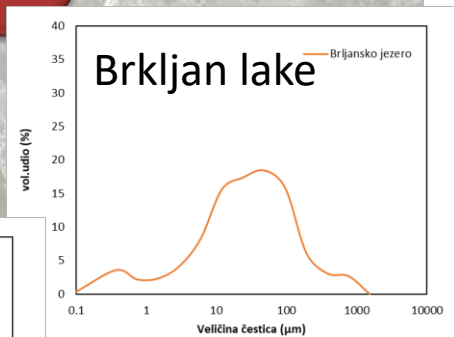 Brkljan lake
Brljansko jezero
vol.udio (%)
40
35
30
25
20
15
10
5
0
0.1 1 10 100 1000 10000
Veličina čestica (µm)